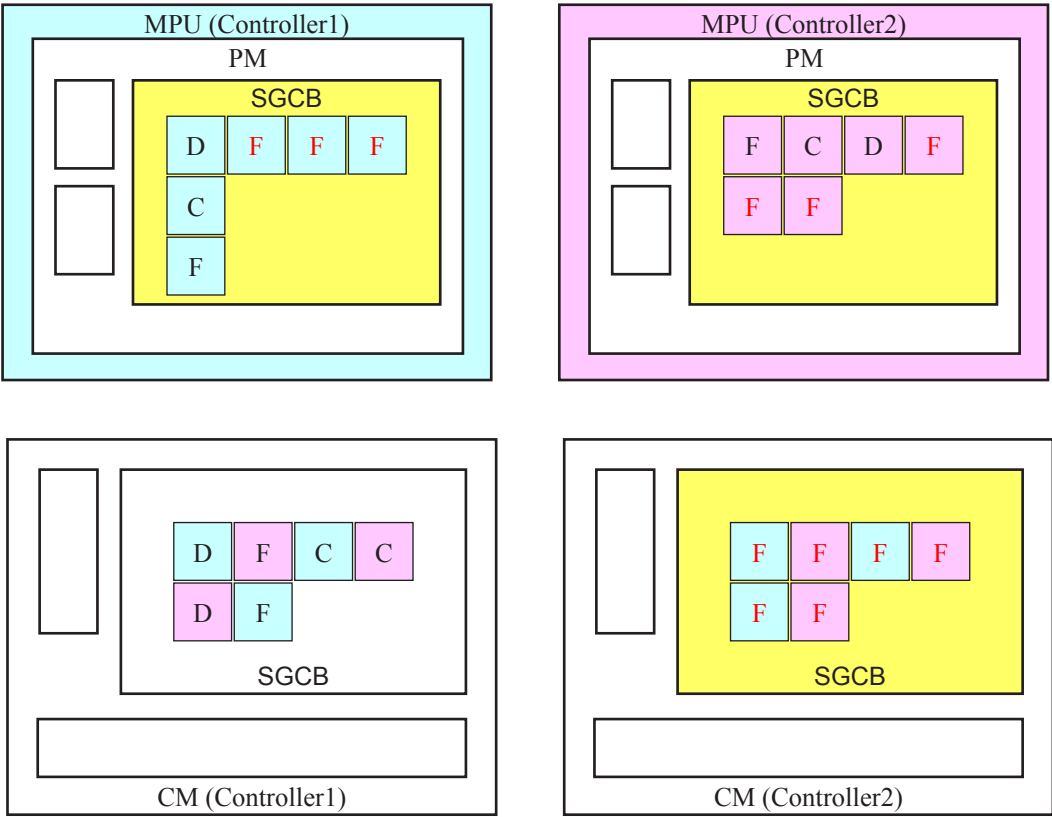 MPU (Controller1)
PM
SGCB
D F F F
C
F
MPU (Controller2)
PM
SGCB
F C D F
F F
D F C C
D F
SGCB
CM (Controller1)
F F F F
F F
SGCB
CM (Controller2)